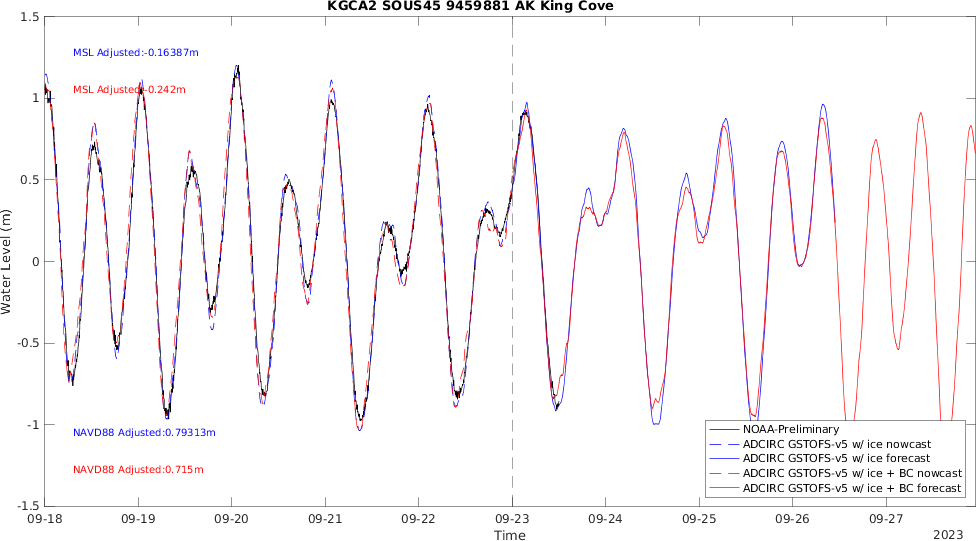 KGCA2 SOUS45 9459881 AK King Cove
1.5
1
0.5
0
-0.5
-1
-1.5
Water Level (m)
MSL Adjusted:-0.16387m
MSL Adjusted:-0.242m
NAVD88 Adjusted:0.79313m
NAVD88 Adjusted:0.715m
NOAA-Preliminary
ADCIRC GSTOFS-v5 w/ ice nowcast
ADCIRC GSTOFS-v5 w/ ice forecast
ADCIRC GSTOFS-v5 w/ ice + BC nowcast
ADCIRC GSTOFS-v5 w/ ice + BC forecast
09-18 09-19 09-20 09-21 09-22 09-23 09-24 09-25 09-26 09-27
Time
2023